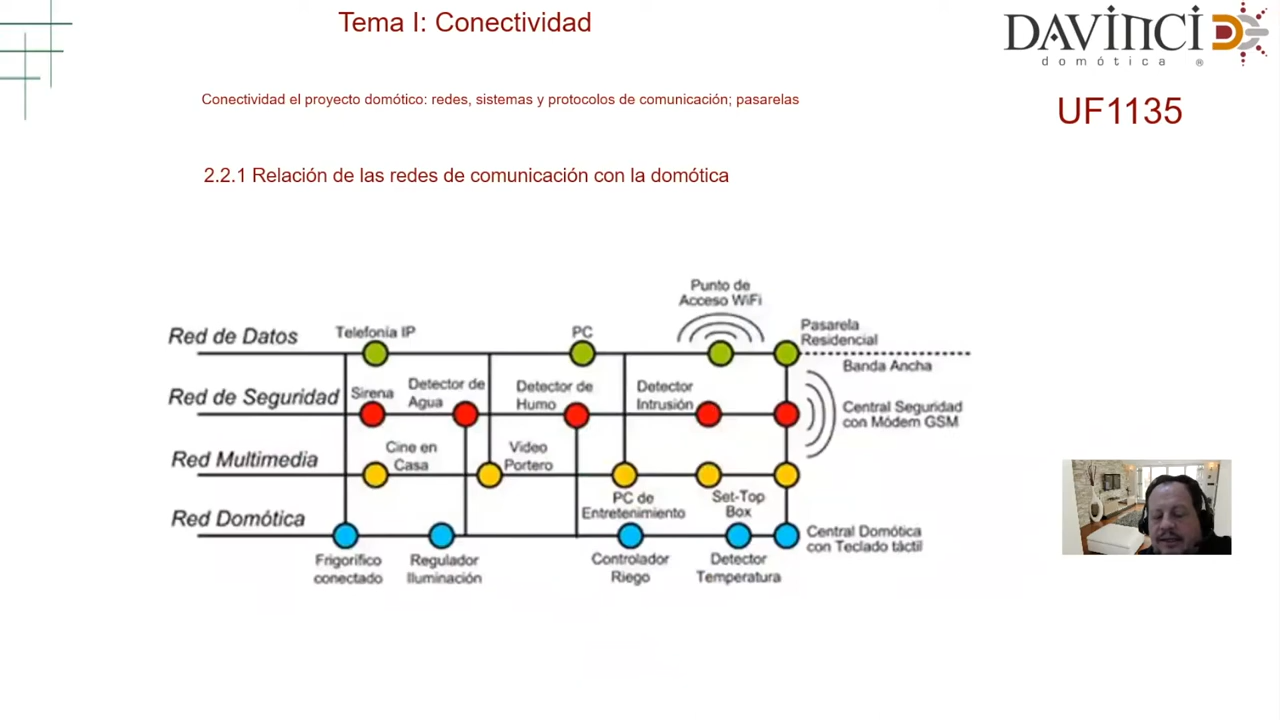 Tema I: Conectividad
DAVINCI
domótica ®
Conectividad el proyecto domótico: redes, sistemas y protocolos de comunicación; pasarelas
UF1135
2.2.1 Relación de las redes de comunicación con la domótica
Punto de
Acceso WiFi
Red de Datos
Telefonía IP
PC
Pasarela
Residencial
Banda Ancha
Red de Seguridad
Sirena
Detector de
Agua
Detector de
Humo
Detector
Intrusión
Central Seguridad
con Módem GSM
Red Multimedia
Cine en
Casa
Video
Portero
PC de
Entretenimiento
Set-Top
Box
Red Domótica
Central Domótica
con Teclado táctil
Frigorífico
conectado
Regulador
Iluminación
Controlador
Riego
Detector
Temperatura